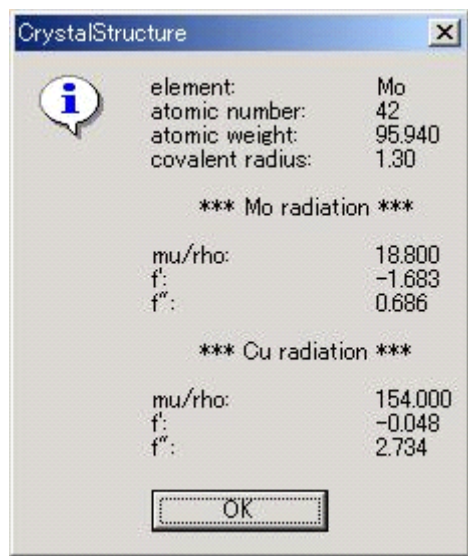 CrystalStructure
element: Mo
atomic number: 42
atomic weight: 95.940
covalent radius: 1.30
*** Mo radiation ***
mu/rho: 18.800
f': -1.683
f": 0.686
*** Cu radiation ***
mu/rho: 154.000
f': -0.048
f": 2.734
OK